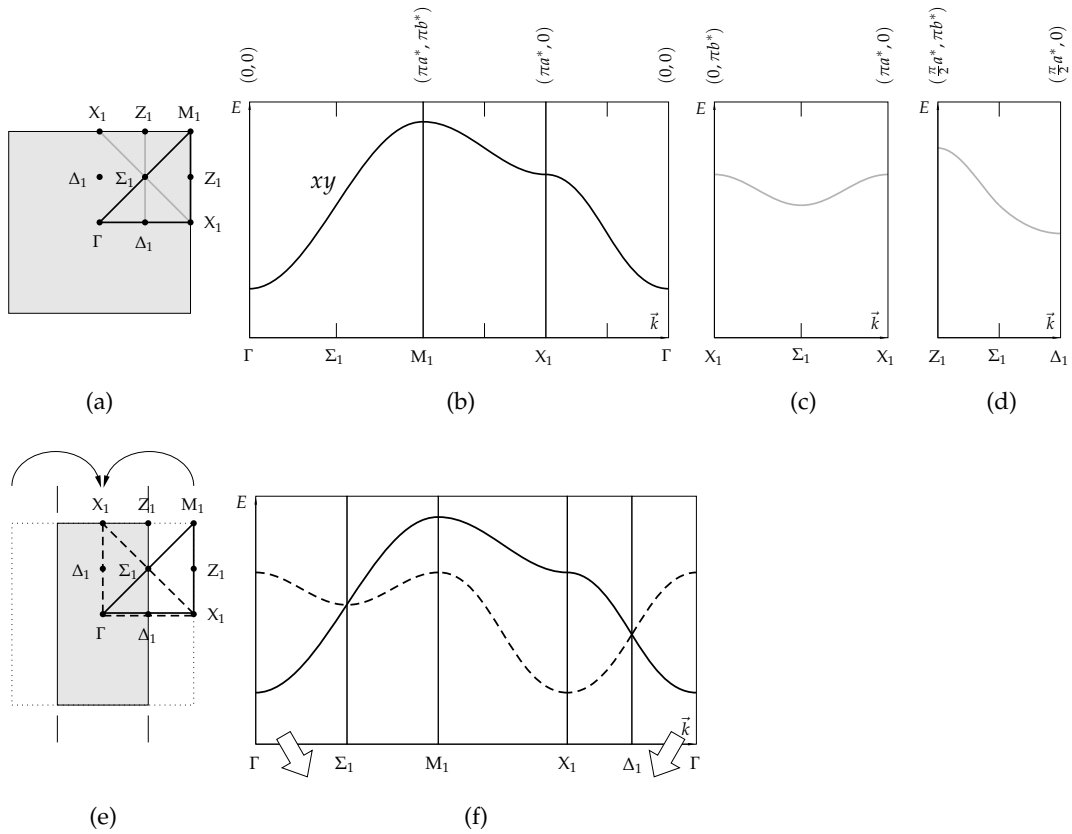 (0,0)
(πa*, πb*)
(πa*, 0)
(0,0)
(0, πb*)
(πa*, 0)
(π/2 a*, πb*)
(π/2 a*, 0)
X₁ Z₁ M₁
Δ₁ Σ₁ Z₁
Γ Δ₁ X₁
E
xy
k⃗
Γ Σ₁ M₁ X₁ Γ
E
k⃗
X₁ Σ₁ X₁
E
k⃗
Z₁ Σ₁ Δ₁
(a)
(b)
(c)
(d)
X₁ Z₁ M₁
Δ₁ Σ₁ Z₁
Γ Δ₁ X₁
E
k⃗
Γ Σ₁ M₁ X₁ Δ₁ Γ
(e)
(f)